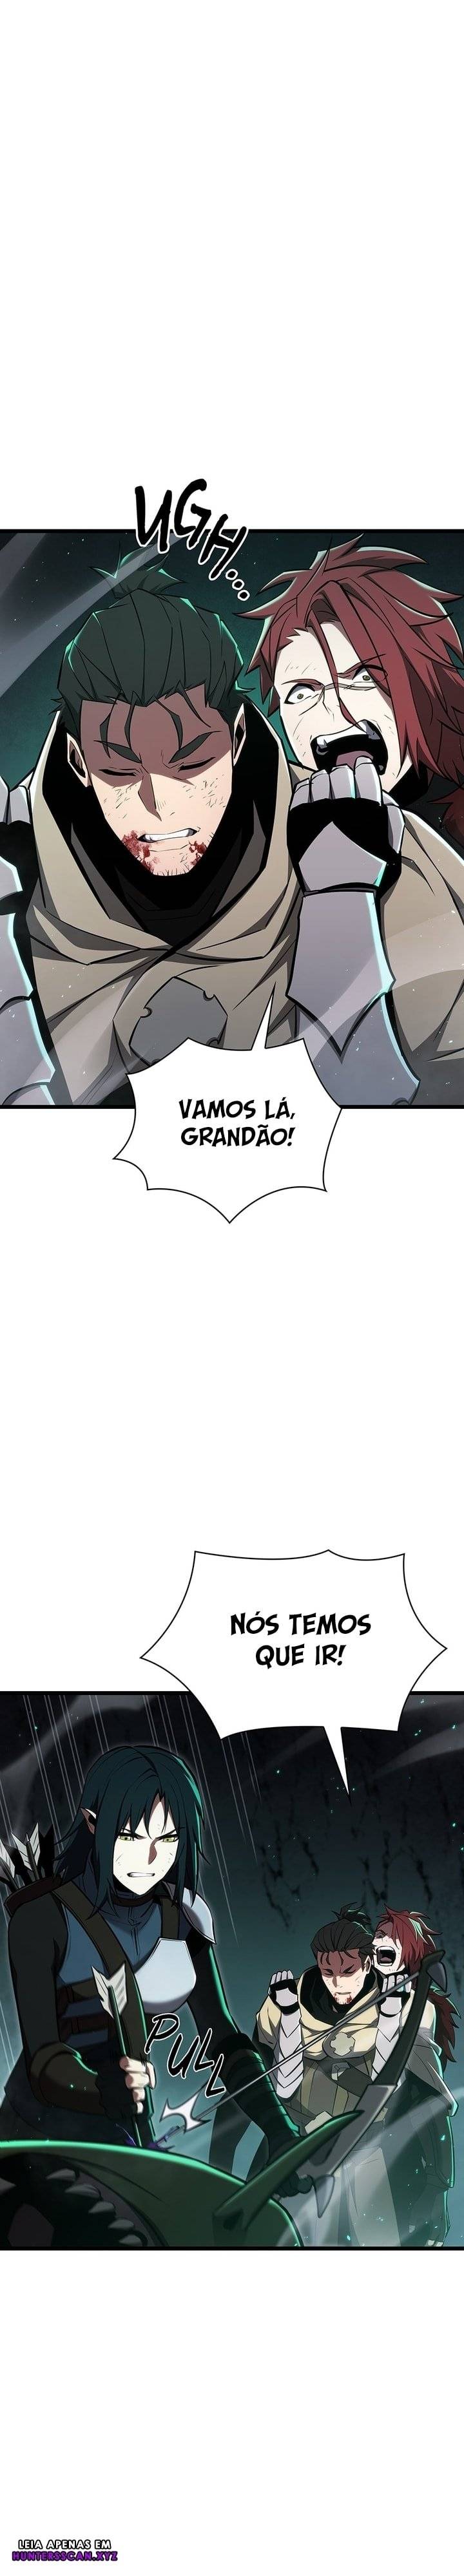 UGH...
VAMOS LÁ,
GRANDÃO!
NÓS TEMOS
QUE IR!
PULL
LEIA APENAS EM
HUNTERSSCAN.XYZ